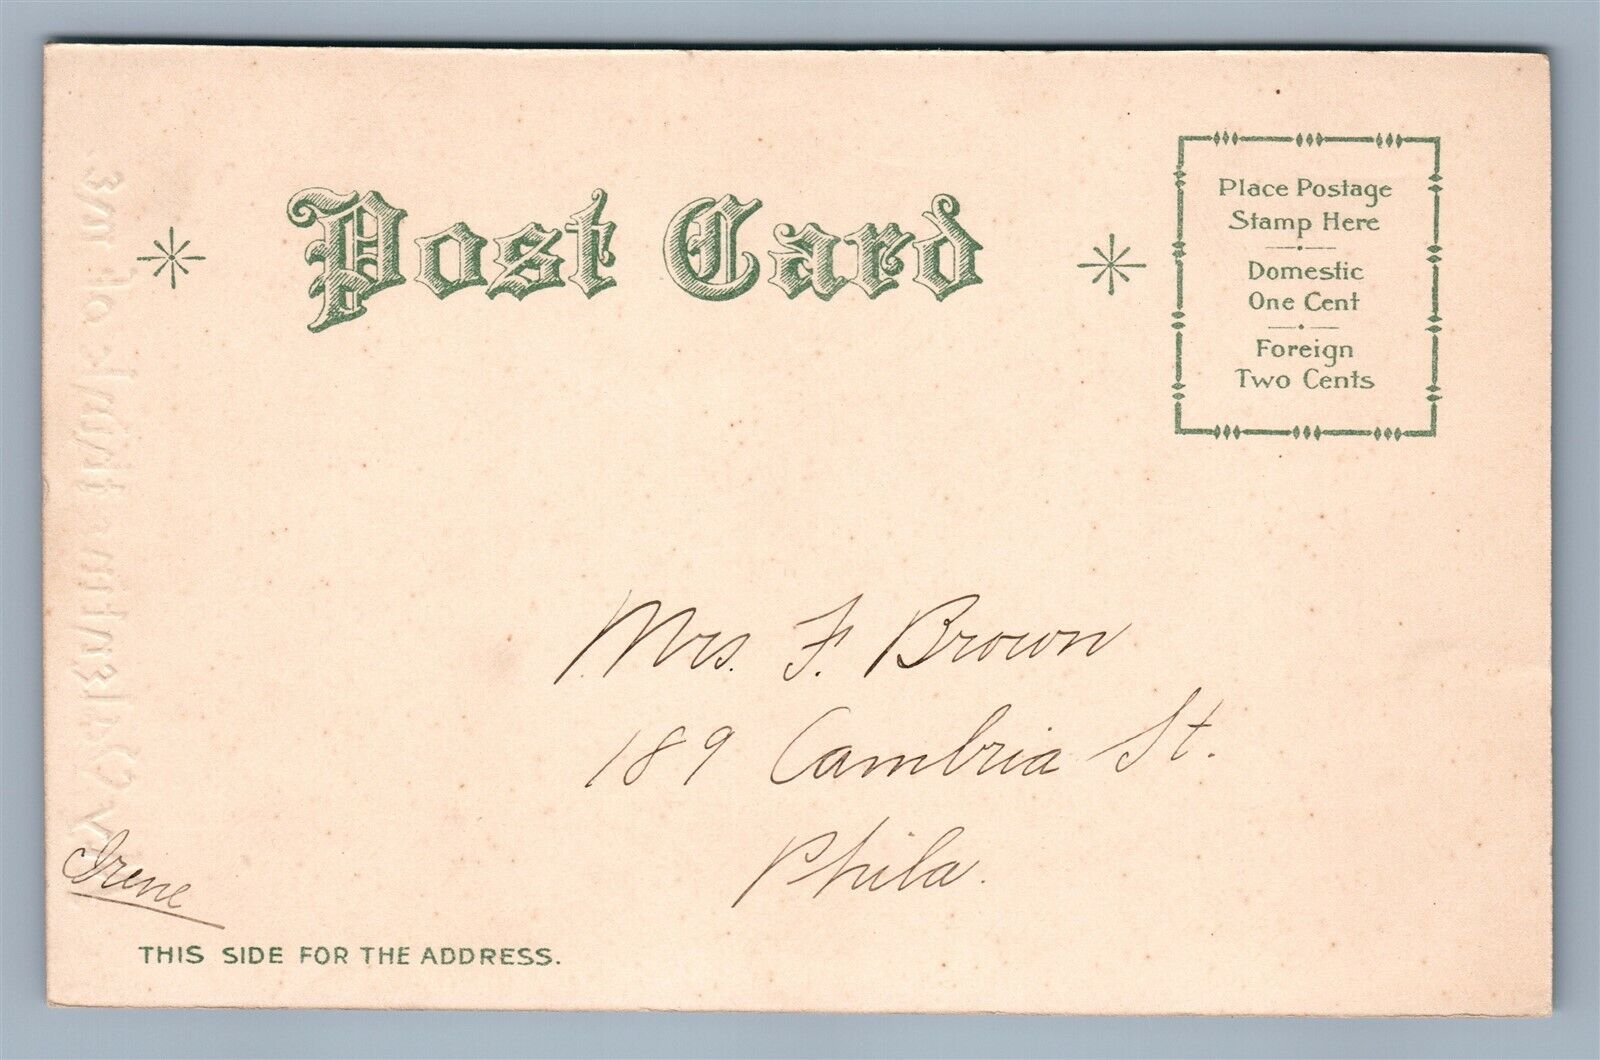 Post Card
Place Postage
Stamp Here
Domestic
One Cent
Foreign
Two Cents
Mrs. F. Brown
189 Cambria St.
Phila.
Irene
THIS SIDE FOR THE ADDRESS.